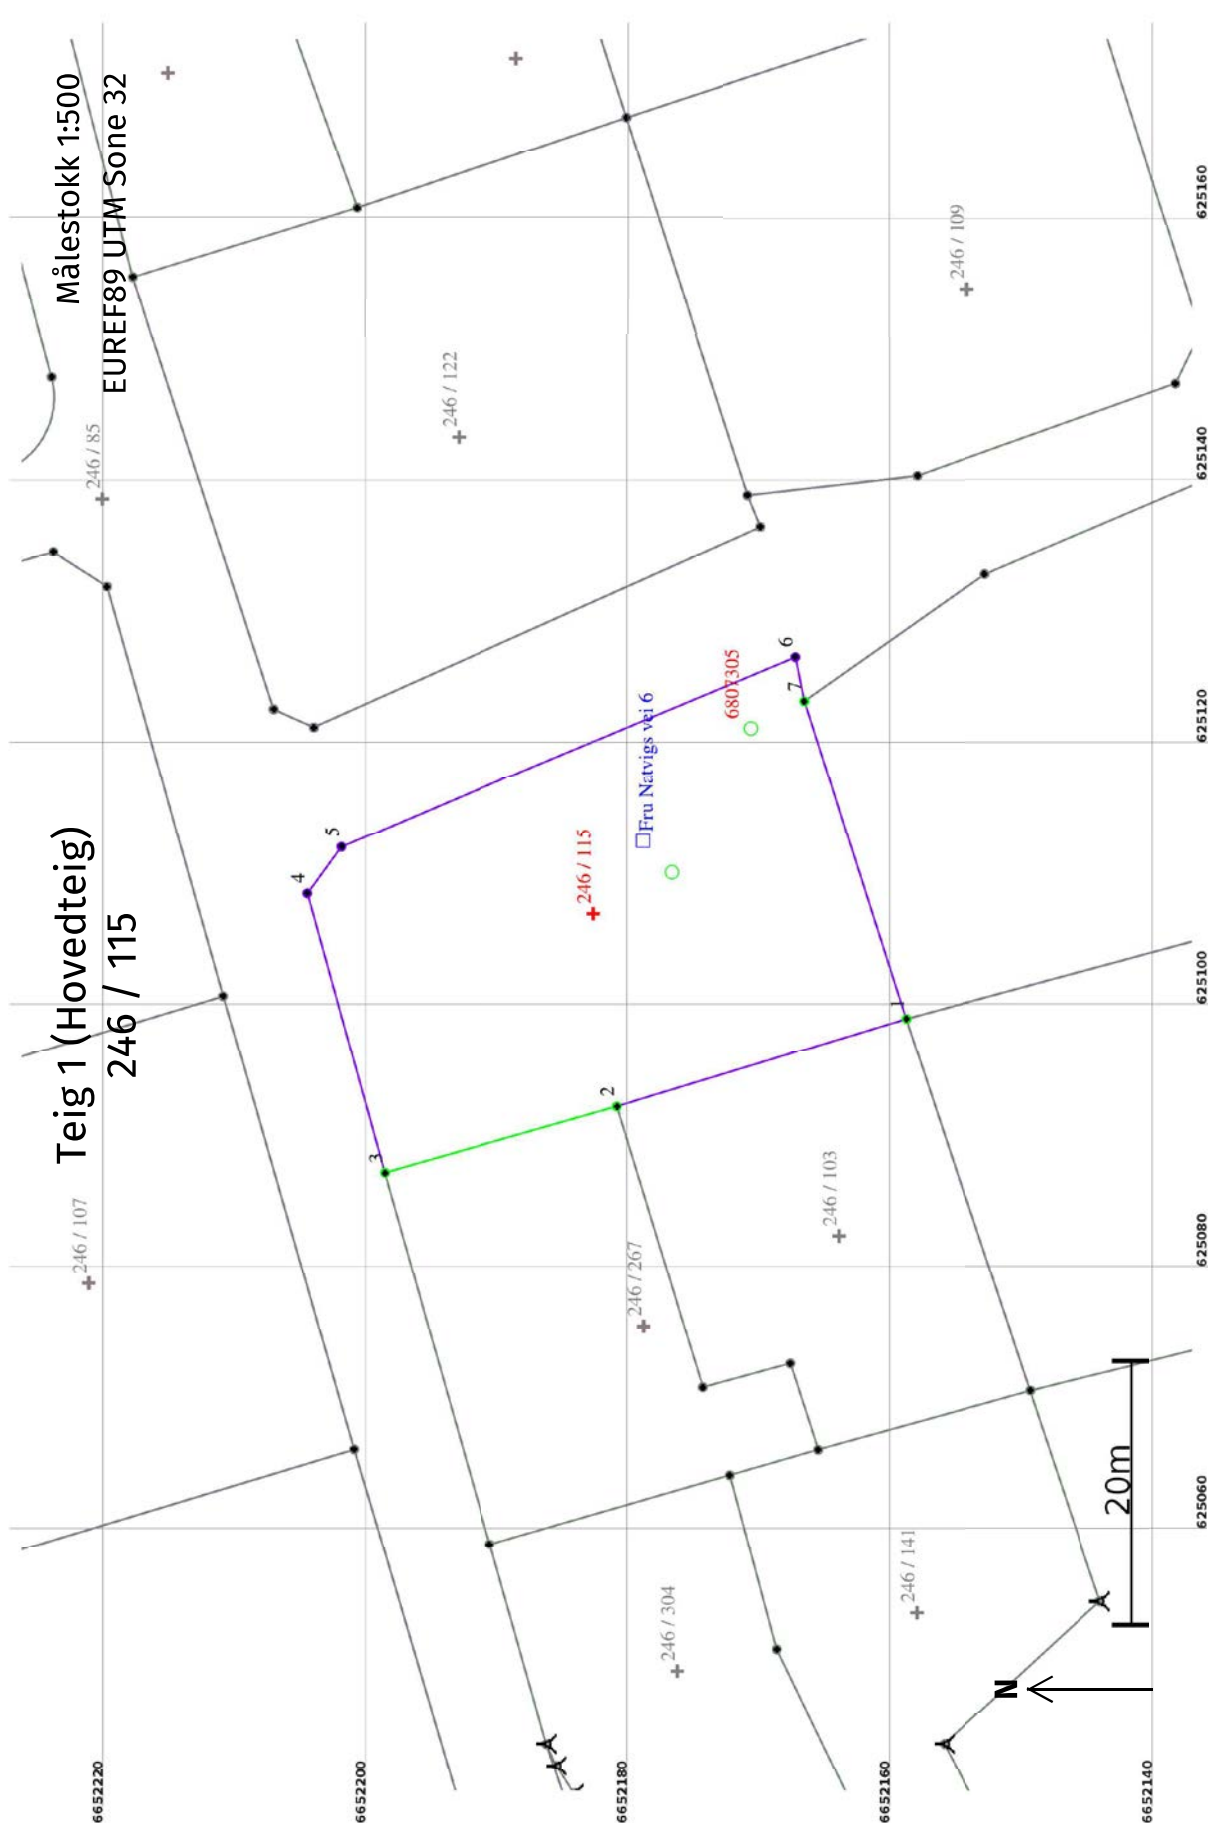 Teig 1 (Hovedteig)
246 / 115
Målestokk 1:500
EUREF89 UTM Sone 32
6652220
6652200
6652180
6652160
6652140
246 / 107
246 / 85
246 / 122
246 / 109
4
5
3
2
1
6
7
246 / 115
Fru Natvigs vei 6
6807305
246 / 267
246 / 103
246 / 304
246 / 141
N
20m
625060
625080
625100
625120
625140
625160